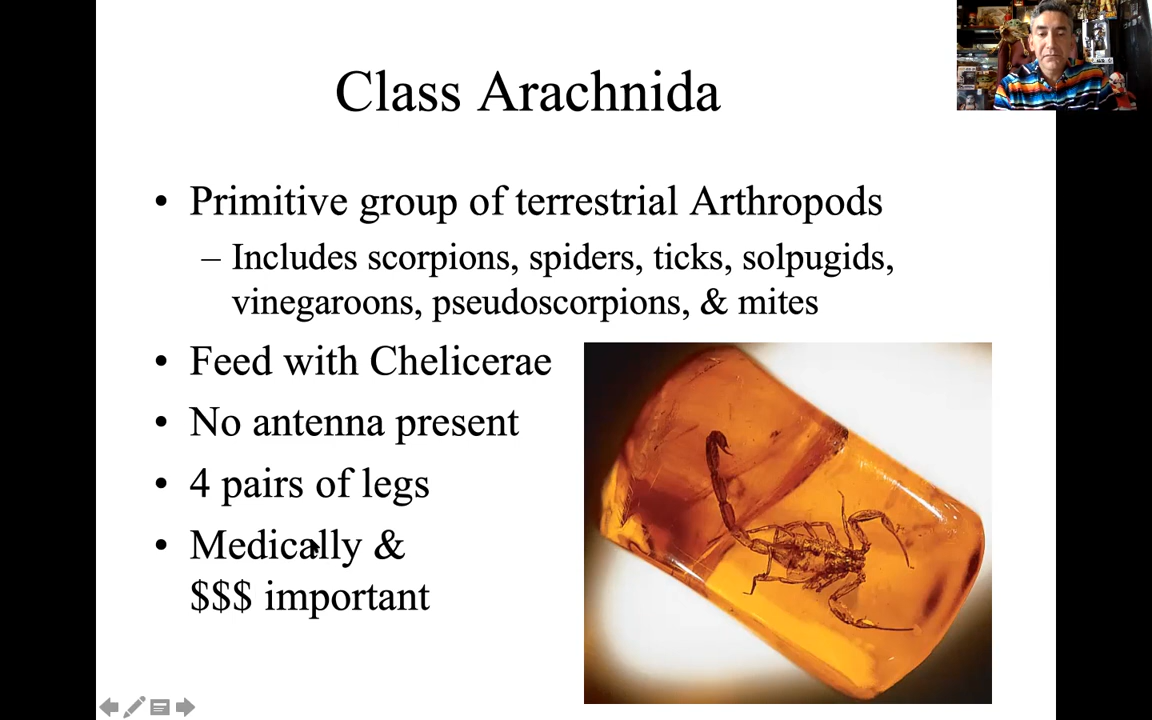 Class Arachnida
• Primitive group of terrestrial Arthropods
– Includes scorpions, spiders, ticks, solpugids,
vinegaroons, pseudoscorpions, & mites
• Feed with Chelicerae
• No antenna present
• 4 pairs of legs
• Medically &
$$$ important